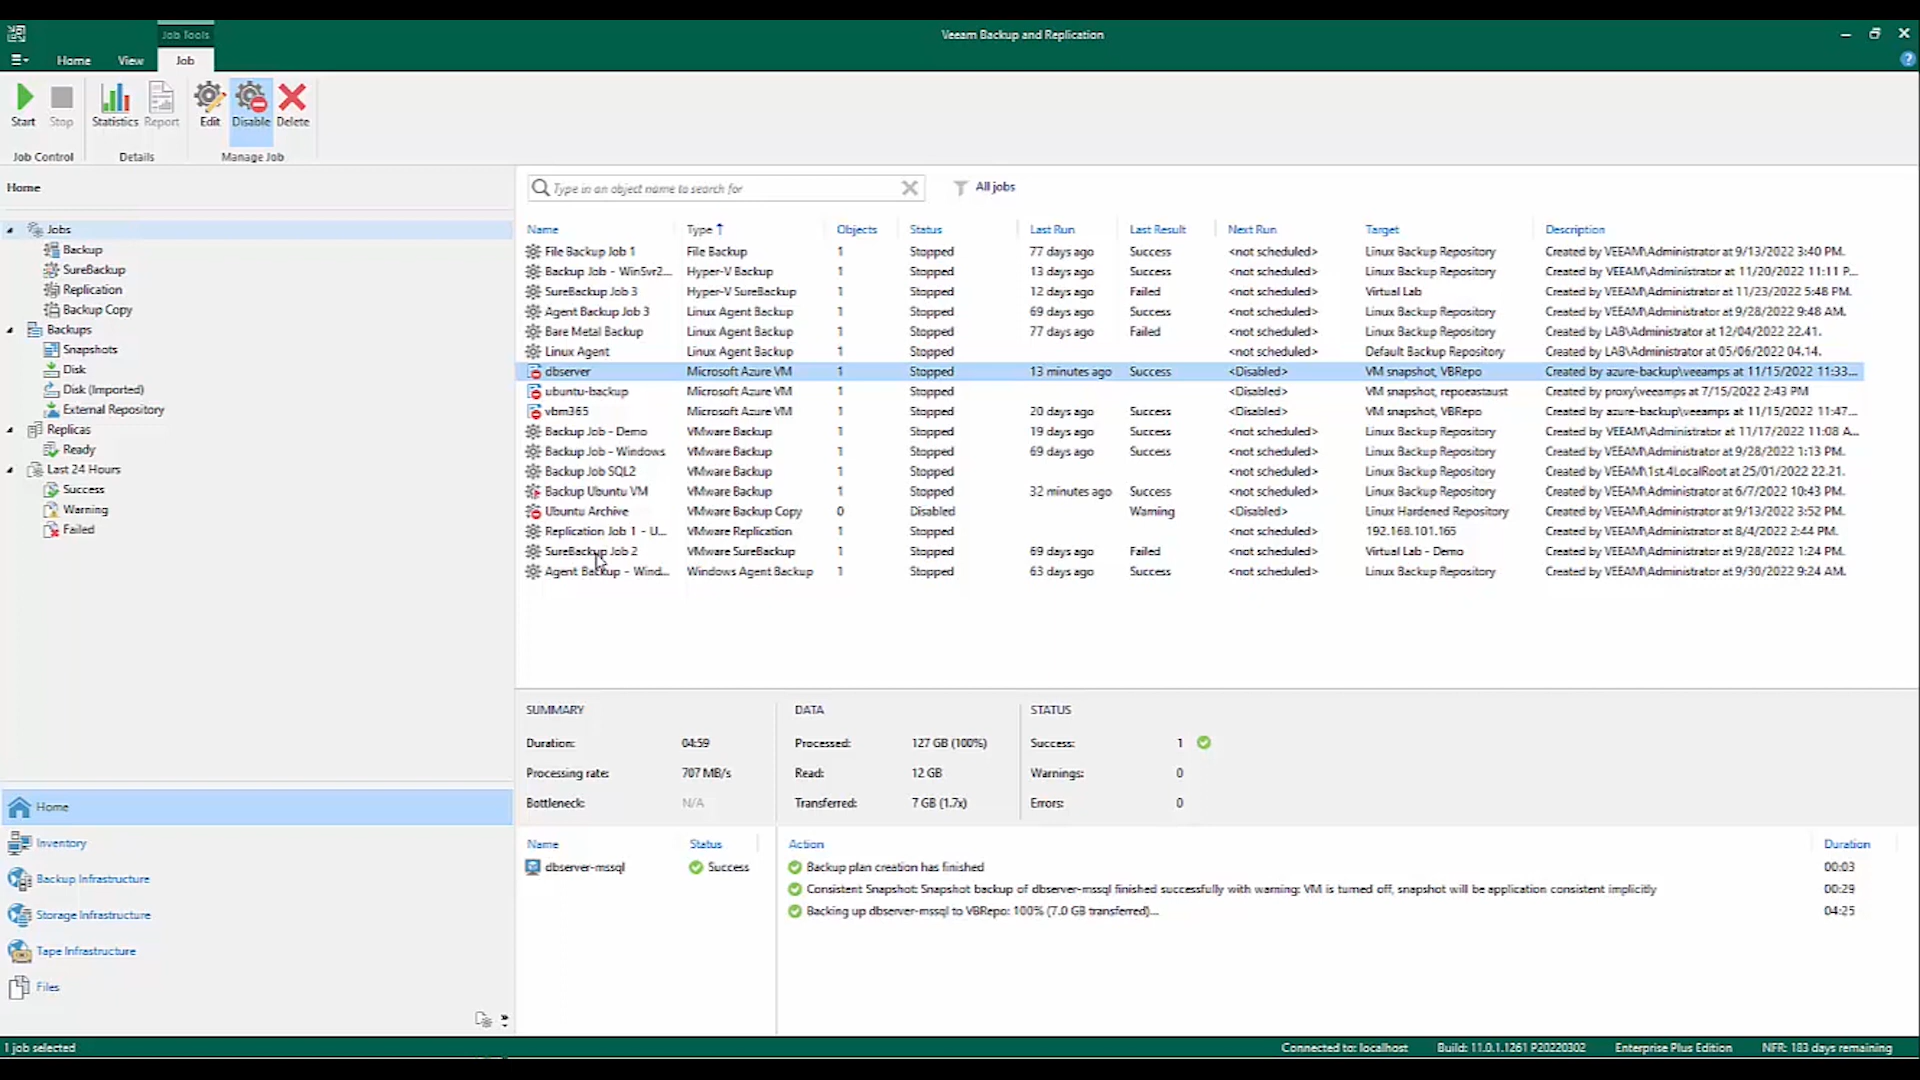 Job Tools
Veeam Backup and Replication
Home View Job
Start Stop Statistics Report Edit Disable Delete
Job Control Details Manage Job
Home
Jobs
Backup
SureBackup
Replication
Backup Copy
Backups
Snapshots
Disk
Disk (Imported)
External Repository
Replicas
Ready
Last 24 Hours
Success
Warning
Failed
Home
Inventory
Backup Infrastructure
Storage Infrastructure
Tape Infrastructure
Files
Type in an object name to search for
All jobs
Name Type Objects Status Last Run Last Result Next Run Target Description
File Backup Job 1 File Backup 1 Stopped 77 days ago Success <not scheduled> Linux Backup Repository Created by VEEAM\Administrator at 9/13/2022 3:40 PM.
Backup Job - WinSvr2... Hyper-V Backup 1 Stopped 13 days ago Success <not scheduled> Linux Backup Repository Created by VEEAM\Administrator at 11/20/2022 11:11 P...
SureBackup Job 3 Hyper-V SureBackup 1 Stopped 12 days ago Failed <not scheduled> Virtual Lab Created by VEEAM\Administrator at 11/23/2022 5:48 PM.
Agent Backup Job 3 Linux Agent Backup 1 Stopped 69 days ago Success <not scheduled> Linux Backup Repository Created by VEEAM\Administrator at 9/28/2022 9:48 AM.
Bare Metal Backup Linux Agent Backup 1 Stopped 77 days ago Failed <not scheduled> Linux Backup Repository Created by LAB\Administrator at 12/04/2022 22.41.
Linux Agent Linux Agent Backup 1 Stopped <not scheduled> Default Backup Repository Created by LAB\Administrator at 05/06/2022 04.14.
dbserver Microsoft Azure VM 1 Stopped 13 minutes ago Success <Disabled> VM snapshot, VBRepo Created by azure-backup\veeamps at 11/15/2022 11:33...
ubuntu-backup Microsoft Azure VM 1 Stopped <Disabled> VM snapshot, repoeastaust Created by proxy\veeamps at 7/15/2022 2:43 PM
vbm365 Microsoft Azure VM 1 Stopped 20 days ago Success <Disabled> VM snapshot, VBRepo Created by azure-backup\veeamps at 11/15/2022 11:47...
Backup Job - Demo VMware Backup 1 Stopped 19 days ago Success <not scheduled> Linux Backup Repository Created by VEEAM\Administrator at 11/17/2022 11:08 A...
Backup Job - Windows VMware Backup 1 Stopped 69 days ago Success <not scheduled> Linux Backup Repository Created by VEEAM\Administrator at 9/28/2022 1:13 PM.
Backup Job SQL2 VMware Backup 1 Stopped <not scheduled> Linux Backup Repository Created by VEEAM\1st.4LocalRoot at 25/01/2022 22.21.
Backup Ubuntu VM VMware Backup 1 Stopped 32 minutes ago Success <not scheduled> Linux Backup Repository Created by VEEAM\Administrator at 6/7/2022 10:43 PM.
Ubuntu Archive VMware Backup Copy 0 Disabled Warning <Disabled> Linux Hardened Repository Created by VEEAM\Administrator at 9/13/2022 3:52 PM.
Replication Job 1 - U... VMware Replication 1 Stopped <not scheduled> 192.168.101.165 Created by VEEAM\Administrator at 8/4/2022 2:44 PM.
SureBackup Job 2 VMware SureBackup 1 Stopped 69 days ago Failed <not scheduled> Virtual Lab - Demo Created by VEEAM\Administrator at 9/28/2022 1:24 PM.
Agent Backup - Wind... Windows Agent Backup 1 Stopped 63 days ago Success <not scheduled> Linux Backup Repository Created by VEEAM\Administrator at 9/30/2022 9:24 AM.
SUMMARY DATA STATUS
Duration: 04:59 Processed: 127 GB (100%) Success: 1
Processing rate: 707 MB/s Read: 12 GB Warnings: 0
Bottleneck: N/A Transferred: 7 GB (1.7x) Errors: 0
Name Status Action Duration
dbserver-mssql Success Backup plan creation has finished 00:03
Consistent Snapshot: Snapshot backup of dbserver-mssql finished successfully with warning: VM is turned off, snapshot will be application consistent implicitly 00:29
Backing up dbserver-mssql to VBRepo: 100% (7.0 GB transferred)... 04:25
1 job selected Connected to: localhost Build: 11.0.1.1261 P20220302 Enterprise Plus Edition NFR: 183 days remaining